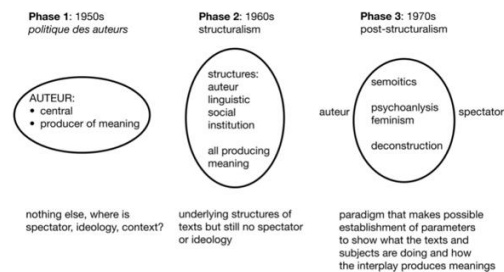 Phase 1: 1950s
politique des auteurs
AUTEUR:
• central
• producer of meaning
nothing else, where is
spectator, ideology, context?
Phase 2: 1960s
structuralism
structures:
auteur
linguistic
social
institution
all producing
meaning
underlying structures of
texts but still no spectator
or ideology
Phase 3: 1970s
post-structuralism
auteur
semoitics
psychoanlysis
feminism
deconstruction
spectator
paradigm that makes possible
establishment of parameters
to show what the texts and
subjects are doing and how
the interplay produces meanings